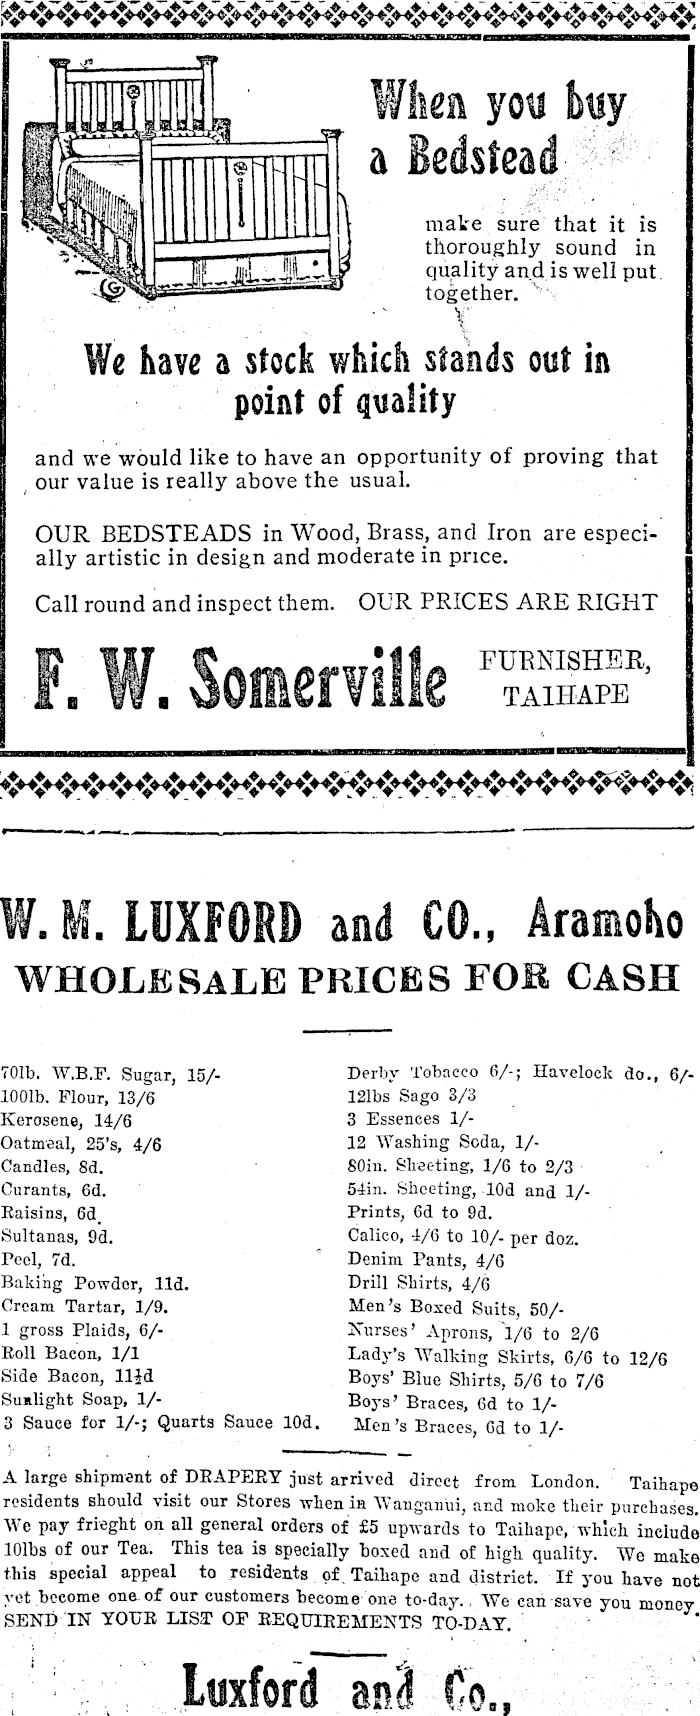 When you buy
a Bedstead
make sure that it is
thoroughly sound in
quality and is well put
together.
We have a stock which stands out in
point of quality
and we would like to have an opportunity of proving that
our value is really above the usual.
OUR BEDSTEADS in Wood, Brass, and Iron are especi-
ally artistic in design and moderate in price.
Call round and inspect them. OUR PRICES ARE RIGHT
F. W. Somerville
FURNISHER,
TAIHAPE
W. M. LUXFORD and CO., Aramoho
WHOLESALE PRICES FOR CASH
70lb. W.B.F. Sugar, 15/-
100lb. Flour, 13/6
Kerosene, 14/6
Oatmeal, 25's, 4/6
Candles, 8d.
Curants, 6d.
Raisins, 6d.
Sultanas, 9d.
Peel, 7d.
Baking Powder, 11d.
Cream Tartar, 1/9.
1 gross Plaids, 6/-
Roll Bacon, 1/1
Side Bacon, 11½d
Sunlight Soap, 1/-
3 Sauce for 1/-; Quarts Sauce 10d.
Derby Tobacco 6/-; Havelock do., 6/-
12lbs Sago 3/3
3 Essences 1/-
12 Washing Soda, 1/-
80in. Sheeting, 1/6 to 2/3
54in. Sheeting, 10d and 1/-
Prints, 6d to 9d.
Calico, 4/6 to 10/- per doz.
Denim Pants, 4/6
Drill Shirts, 4/6
Men's Boxed Suits, 50/-
Nurses' Aprons, 1/6 to 2/6
Lady's Walking Skirts, 6/6 to 12/6
Boys' Blue Shirts, 5/6 to 7/6
Boys' Braces, 6d to 1/-
Men's Braces, 6d to 1/-
A large shipment of DRAPERY just arrived direct from London. Taihape
residents should visit our Stores when in Wanganui, and moke their purchases.
We pay frieght on all general orders of £5 upwards to Taihape, which include
10lbs of our Tea. This tea is specially boxed and of high quality. We make
this special appeal to residents of Taihape and district. If you have not
yet become one of our customers become one to-day. We can save you money.
SEND IN YOUR LIST OF REQUIREMENTS TO-DAY.
Luxford and Co.,